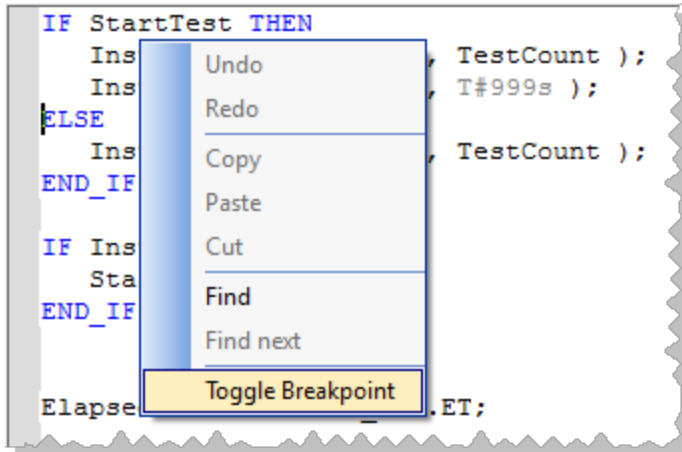 IF StartTest THEN
Ins , TestCount );
Ins , T#999s );
ELSE
Ins , TestCount );
END_IF
IF Ins
Sta
END_IF
Elapse .ET;
Undo
Redo
Copy
Paste
Cut
Find
Find next
Toggle Breakpoint